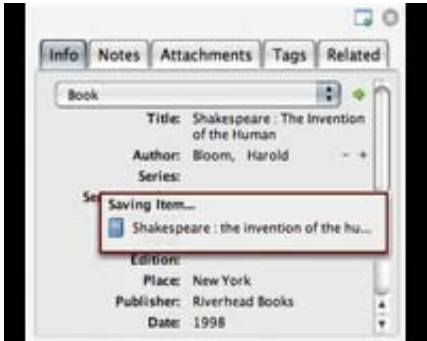 Info Notes Attachments Tags Related
Book
Title: Shakespeare : The Invention
of the Human
Author: Bloom, Harold - +
Series:
Saving Item...
Shakespeare : the invention of the hu...
Edition:
Place: New York
Publisher: Riverhead Books
Date: 1998